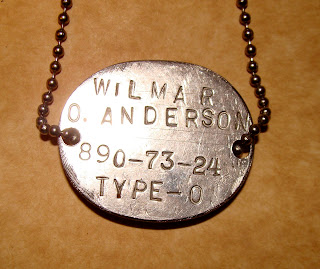 WiLMAR
O. ANDERSON
890-73-24
TYPE-O